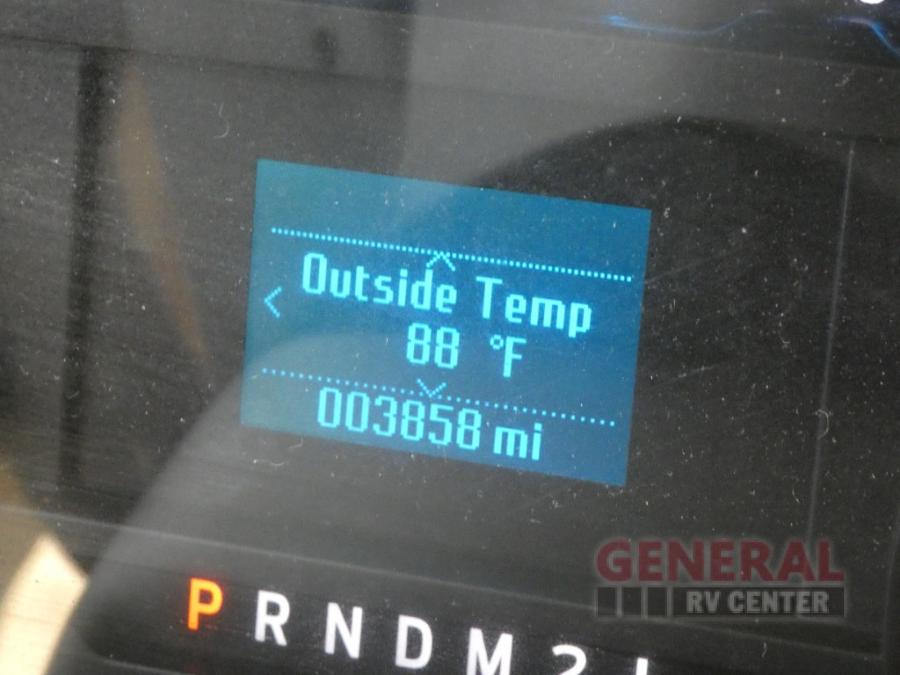 Outside Temp
88 °F
003858 mi
P R N D M 2
GENERAL
RV CENTER